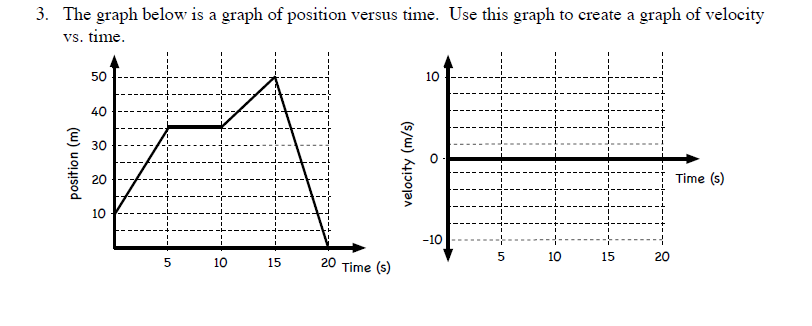 3. The graph below is a graph of position versus time. Use this graph to create a graph of velocity
vs. time.
position (m)
50
40
30
20
10
5 10 15 20 Time (s)
velocity (m/s)
10
0
-10
Time (s)
5 10 15 20